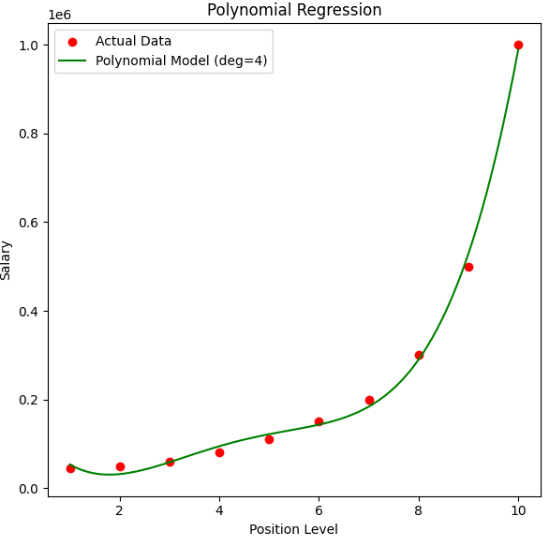 Polynomial Regression
1e6
Actual Data
Polynomial Model (deg=4)
1.0
0.8
0.6
0.4
0.2
0.0
Salary
2 4 6 8 10
Position Level